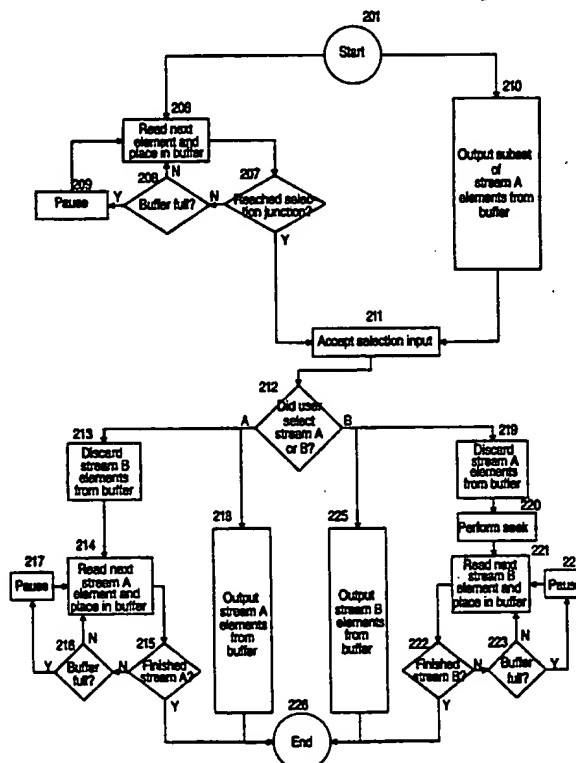 201
Start
206
Read next
element and
place in buffer
210
Output subset
of
stream A
elements from
buffer
N
207
Reached selec-
tion junction?
N
Y
208
Buffer full?
Y
209
Pause
211
Accept selection input
212
Did user
select
stream A
or B?
A
B
213
Discard
stream B
elements
from buffer
219
Discard
stream A
elements
from buffer
220
Perform seek
214
Read next
stream A
element and
place in buffer
217
Pause
218
Output
stream A
elements
from
buffer
225
Output
stream B
elements
from
buffer
221
Read next
stream B
element and
place in buffer
22
Pause
216
Buffer
full?
Y
N
N
215
Finished
stream A?
Y
222
Finished
stream B?
Y
N
223
Buffer
full?
N
Y
226
End